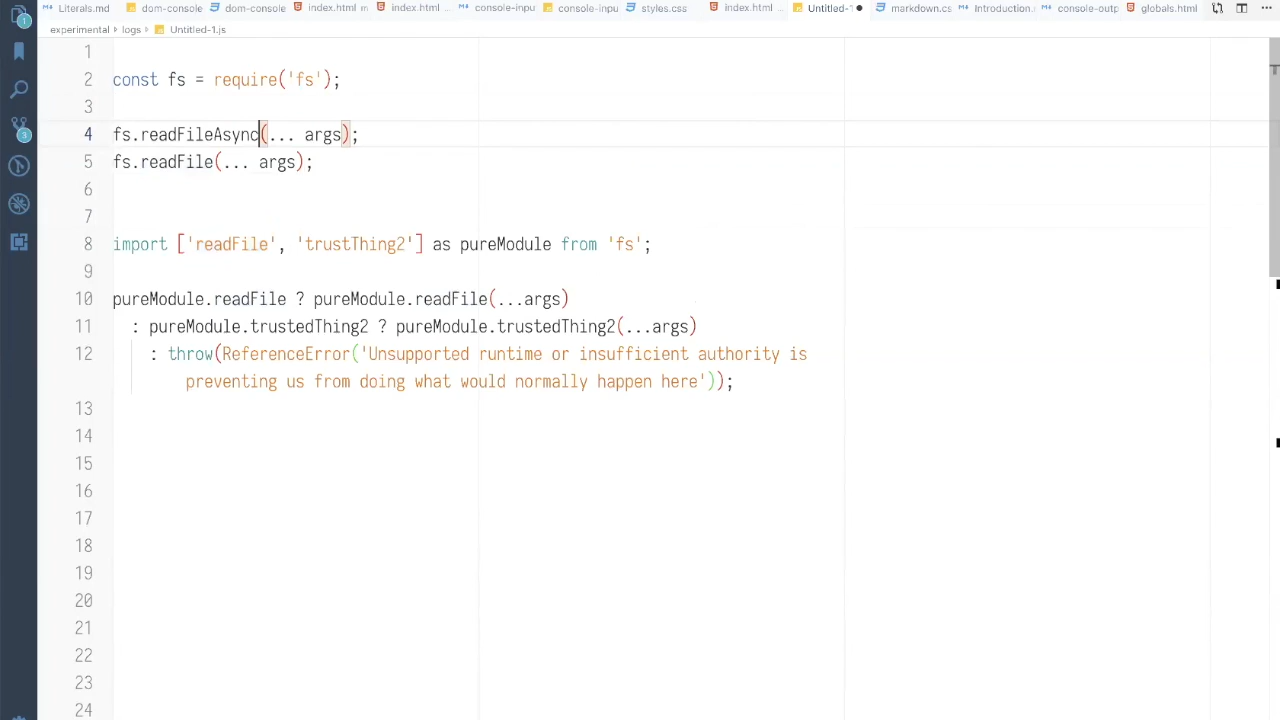 Literals.md dom-console dom-console index.html m index.html ... console-inpu console-inpu styles.css index.html ... Untitled-1 markdown.cs Introduction. console-outp globals.html ...
experimental › logs › Untitled-1.js
1
2 const fs = require('fs');
3
4 fs.readFileAsync(... args);
5 fs.readFile(... args);
6
7
8 import ['readFile', 'trustThing2'] as pureModule from 'fs';
9
10 pureModule.readFile ? pureModule.readFile(...args)
11 : pureModule.trustedThing2 ? pureModule.trustedThing2(...args)
12 : throw(ReferenceError('Unsupported runtime or insufficient authority is
preventing us from doing what would normally happen here'));
13
14
15
16
17
18
19
20
21
22
23
24
1
3